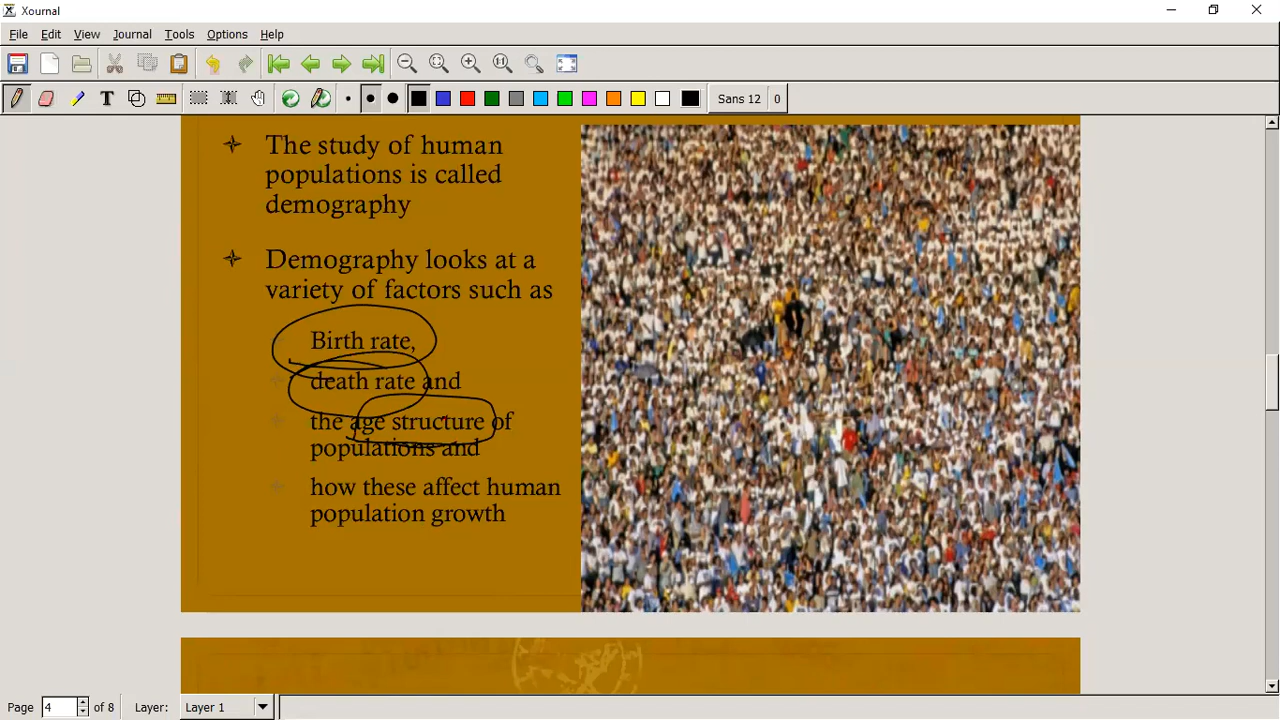 Xournal
File Edit View Journal Tools Options Help
Sans 12 0
The study of human
populations is called
demography
Demography looks at a
variety of factors such as
Birth rate,
death rate and
the age structure of
populations and
how these affect human
population growth
Page 4 of 8 Layer: Layer 1